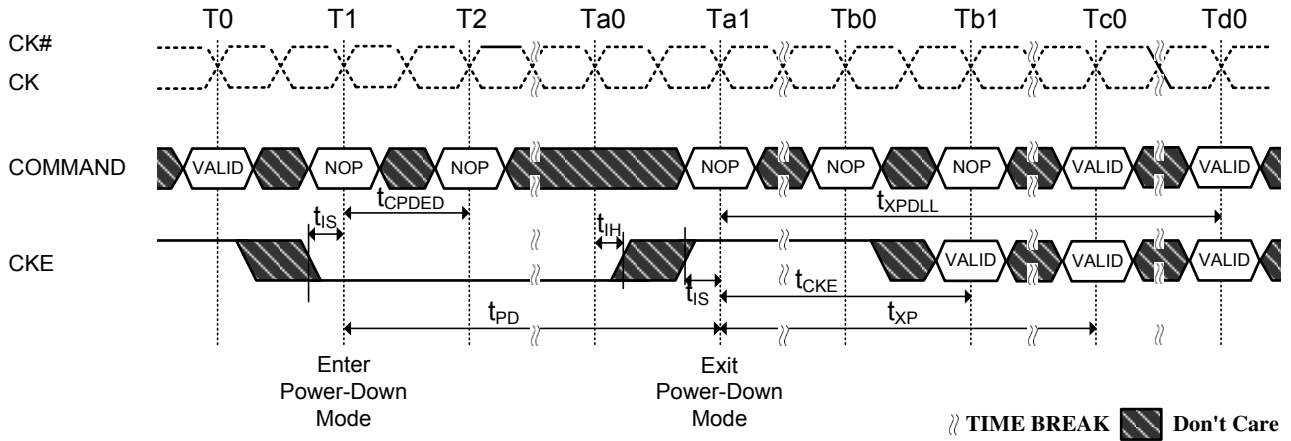 T0 T1 T2 Ta0 Ta1 Tb0 Tb1 Tc0 Td0
CK#
CK
COMMAND VALID NOP NOP NOP NOP NOP VALID VALID
tCPDED tXPDLL
tIS tIH
CKE VALID VALID VALID
tIS tCKE
tPD tXP
Enter
Power-Down
Mode
Exit
Power-Down
Mode
TIME BREAK Don't Care